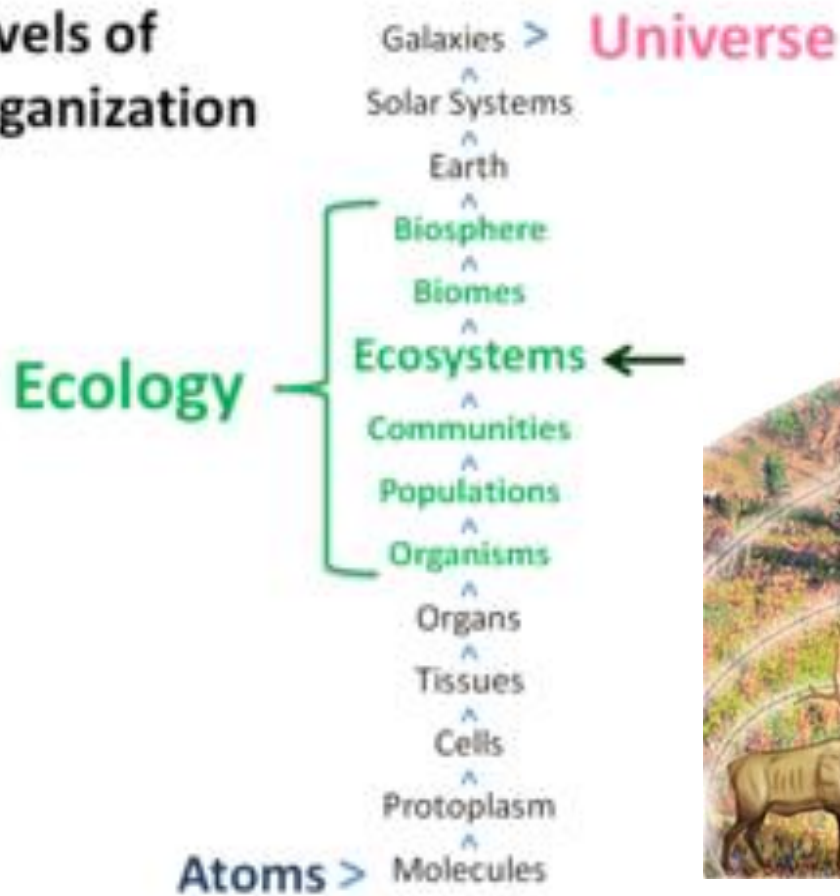 vels of
ganization
Galaxies > Universe
^
Solar Systems
^
Earth
^
Biosphere
^
Biomes
^
Ecosystems
^
Ecology
Communities
^
Populations
^
Organisms
^
Organs
^
Tissues
^
Cells
^
Protoplasm
^
Atoms > Molecules